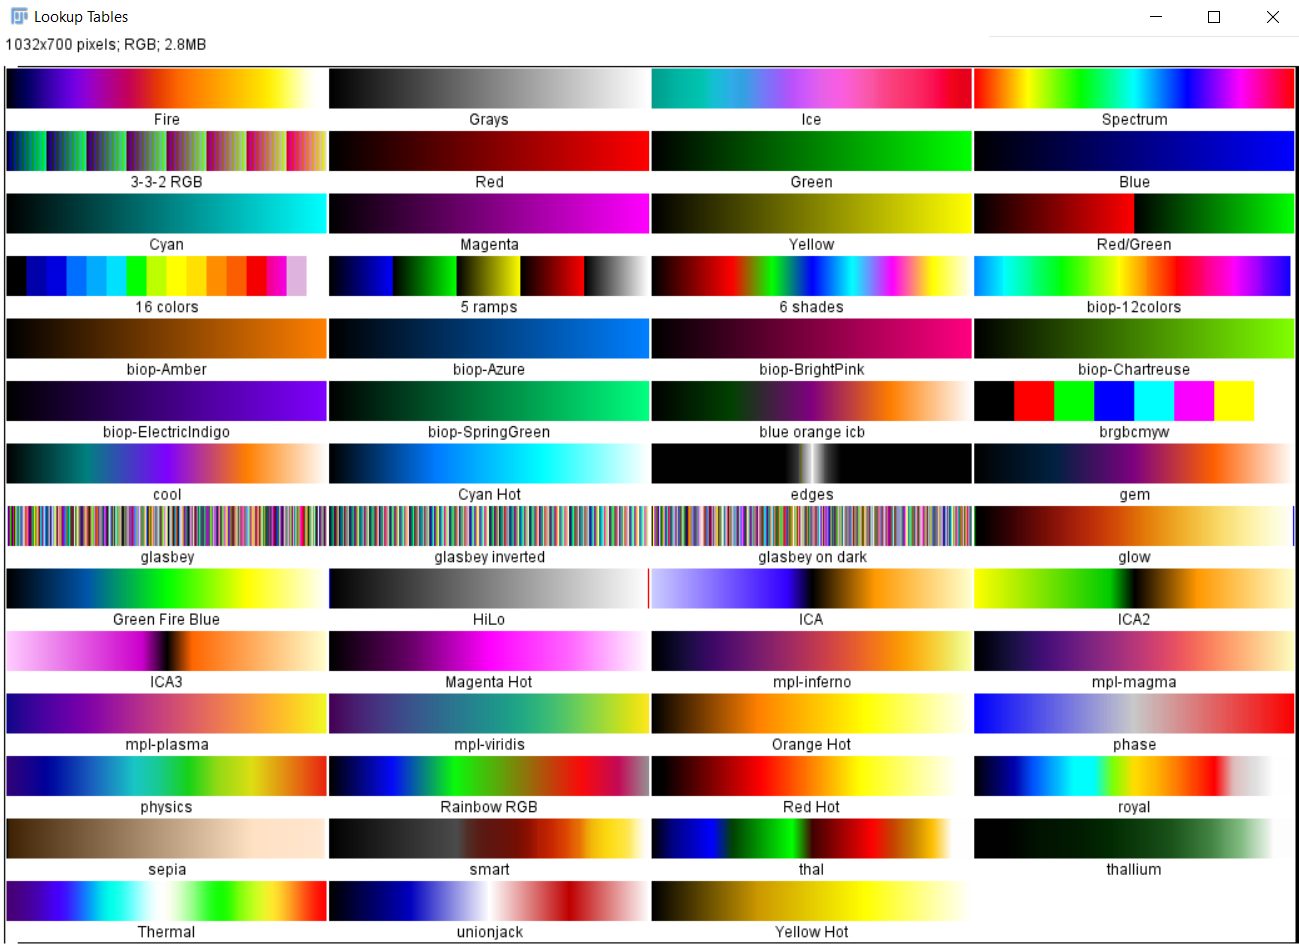 Lookup Tables
1032x700 pixels; RGB; 2.8MB
Fire Grays Ice Spectrum
3-3-2 RGB Red Green Blue
Cyan Magenta Yellow Red/Green
16 colors 5 ramps 6 shades biop-12colors
biop-Amber biop-Azure biop-BrightPink biop-Chartreuse
biop-ElectricIndigo biop-SpringGreen blue orange icb brgbcmyw
cool Cyan Hot edges gem
glasbey glasbey inverted glasbey on dark glow
Green Fire Blue HiLo ICA ICA2
ICA3 Magenta Hot mpl-inferno mpl-magma
mpl-plasma mpl-viridis Orange Hot phase
physics Rainbow RGB Red Hot royal
sepia smart thal thallium
Thermal unionjack Yellow Hot